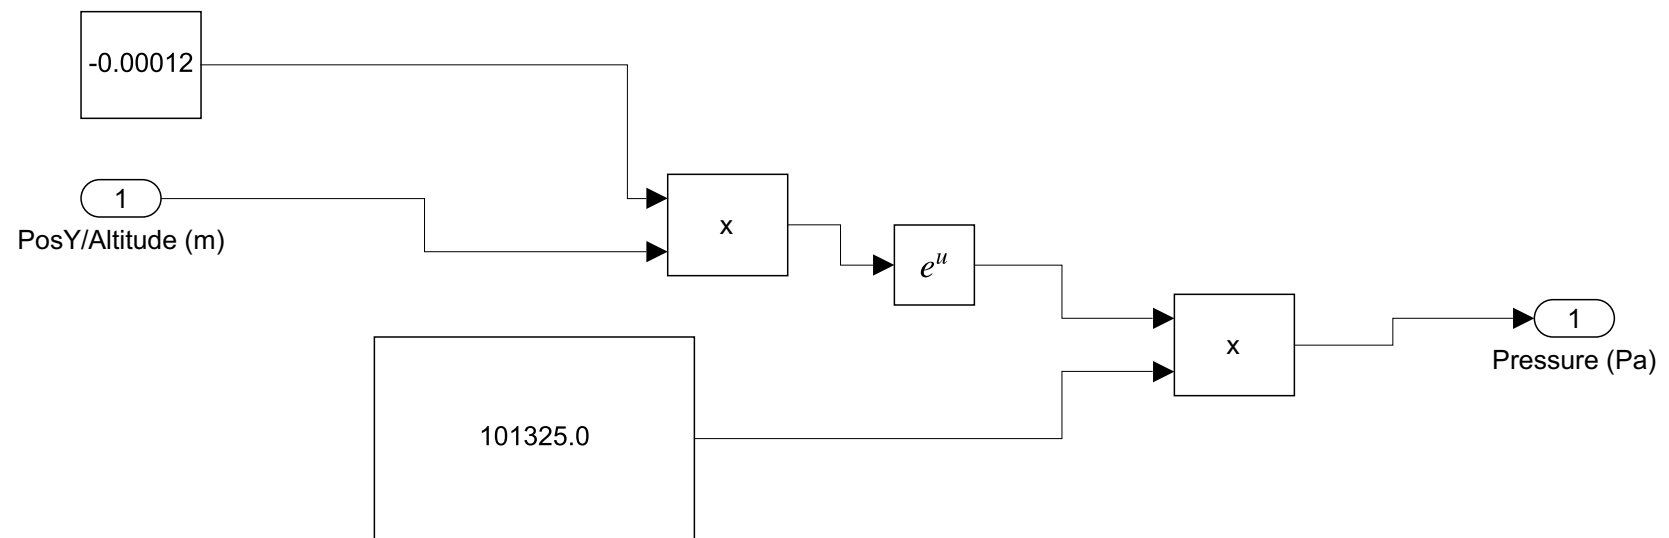 -0.00012
1
PosY/Altitude (m)
x
e^u
x
1
Pressure (Pa)
101325.0